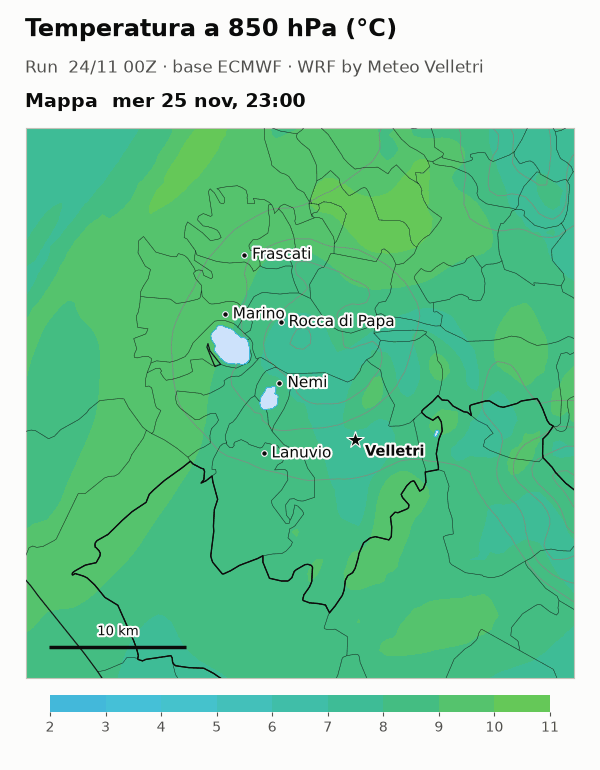 Temperatura a 850 hPa (°C)
Run  24/11 00Z · base ECMWF · WRF by Meteo Velletri
Mappa  mer 25 nov, 23:00
Frascati
Marino
Rocca di Papa
Nemi
Velletri
Lanuvio
10 km
2 3 4 5 6 7 8 9 10 11